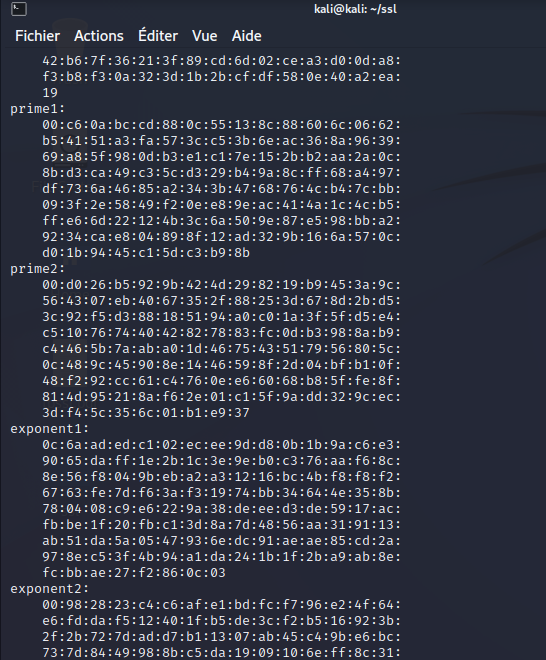 kali@kali: ~/ssl
Fichier Actions Éditer Vue Aide
42:b6:7f:36:21:3f:89:cd:6d:02:ce:a3:d0:0d:a8:
f3:b8:f3:0a:32:3d:1b:2b:cf:df:58:0e:40:a2:ea:
19
prime1:
00:c6:0a:bc:cd:88:0c:55:13:8c:88:60:6c:06:62:
b5:41:51:a3:fa:57:3c:c5:3b:6e:ac:36:8a:96:39:
69:a8:5f:98:0d:b3:e1:c1:7e:15:2b:b2:aa:2a:0c:
8b:d3:ca:49:c3:5c:d3:29:b4:9a:8c:ff:68:a4:97:
df:73:6a:46:85:a2:34:3b:47:68:76:4c:b4:7c:bb:
09:3f:2e:58:49:f2:0e:e8:9e:ac:41:4a:1c:4c:b5:
ff:e6:6d:22:12:4b:3c:6a:50:9e:87:e5:98:bb:a2:
92:34:ca:e8:04:89:8f:12:ad:32:9b:16:6a:57:0c:
d0:1b:94:45:c1:5d:c3:b9:8b
prime2:
00:d0:26:b5:92:9b:42:4d:29:82:19:b9:45:3a:9c:
56:43:07:eb:40:67:35:2f:88:25:3d:67:8d:2b:d5:
3c:92:f5:d3:88:18:51:94:a0:c0:1a:3f:5f:d5:e4:
c5:10:76:74:40:42:82:78:83:fc:0d:b3:98:8a:b9:
c4:46:5b:7a:ab:a0:1d:46:75:43:51:79:56:80:5c:
0c:48:9c:45:90:8e:14:46:59:8f:2d:04:bf:b1:0f:
48:f2:92:cc:61:c4:76:0e:e6:60:68:b8:5f:fe:8f:
81:4d:95:21:8a:f6:2e:01:c1:5f:9a:dd:32:9c:ec:
3d:f4:5c:35:6c:01:b1:e9:37
exponent1:
0c:6a:ad:ed:c1:02:ec:ee:9d:d8:0b:1b:9a:c6:e3:
90:65:da:ff:1e:2b:1c:3e:9e:b0:c3:76:aa:f6:8c:
8e:56:f8:04:9b:eb:a2:a3:12:16:bc:4b:f8:f8:f2:
67:63:fe:7d:f6:3a:f3:19:74:bb:34:64:4e:35:8b:
78:04:08:c9:e6:22:9a:38:de:ee:d3:de:59:17:ac:
fb:be:1f:20:fb:c1:3d:8a:7d:48:56:aa:31:91:13:
ab:51:da:5a:05:47:93:6e:dc:91:ae:ae:85:cd:2a:
97:8e:c5:3f:4b:94:a1:da:24:1b:1f:2b:a9:ab:8e:
fc:bb:ae:27:f2:86:0c:03
exponent2:
00:98:28:23:c4:c6:af:e1:bd:fc:f7:96:e2:4f:64:
e6:fd:da:f5:12:40:1f:b5:de:3c:f2:b5:16:92:3b:
2f:2b:72:7d:ad:d7:b1:13:07:ab:45:c4:9b:e6:bc:
73:7d:84:49:98:8b:c5:da:19:09:10:6e:ff:8c:31: